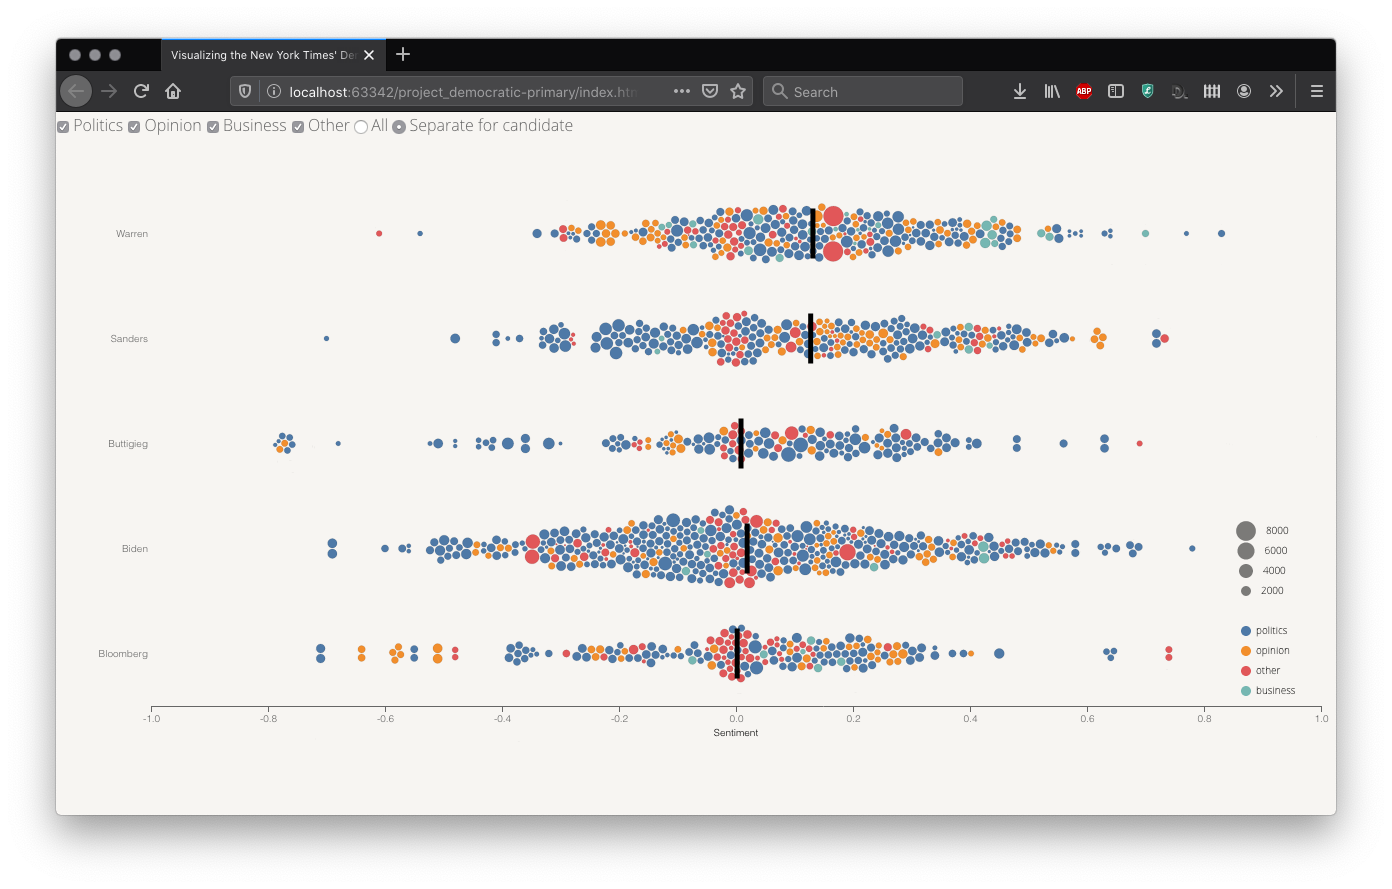 Visualizing the New York Times' De
localhost:63342/project_democratic-primary/index.htm
Search
ABP
Politics Opinion Business Other All Separate for candidate
Warren
Sanders
Buttigieg
Biden
Bloomberg
8000
6000
4000
2000
politics
opinion
other
business
-1.0 -0.8 -0.6 -0.4 -0.2 0.0 0.2 0.4 0.6 0.8 1.0
Sentiment